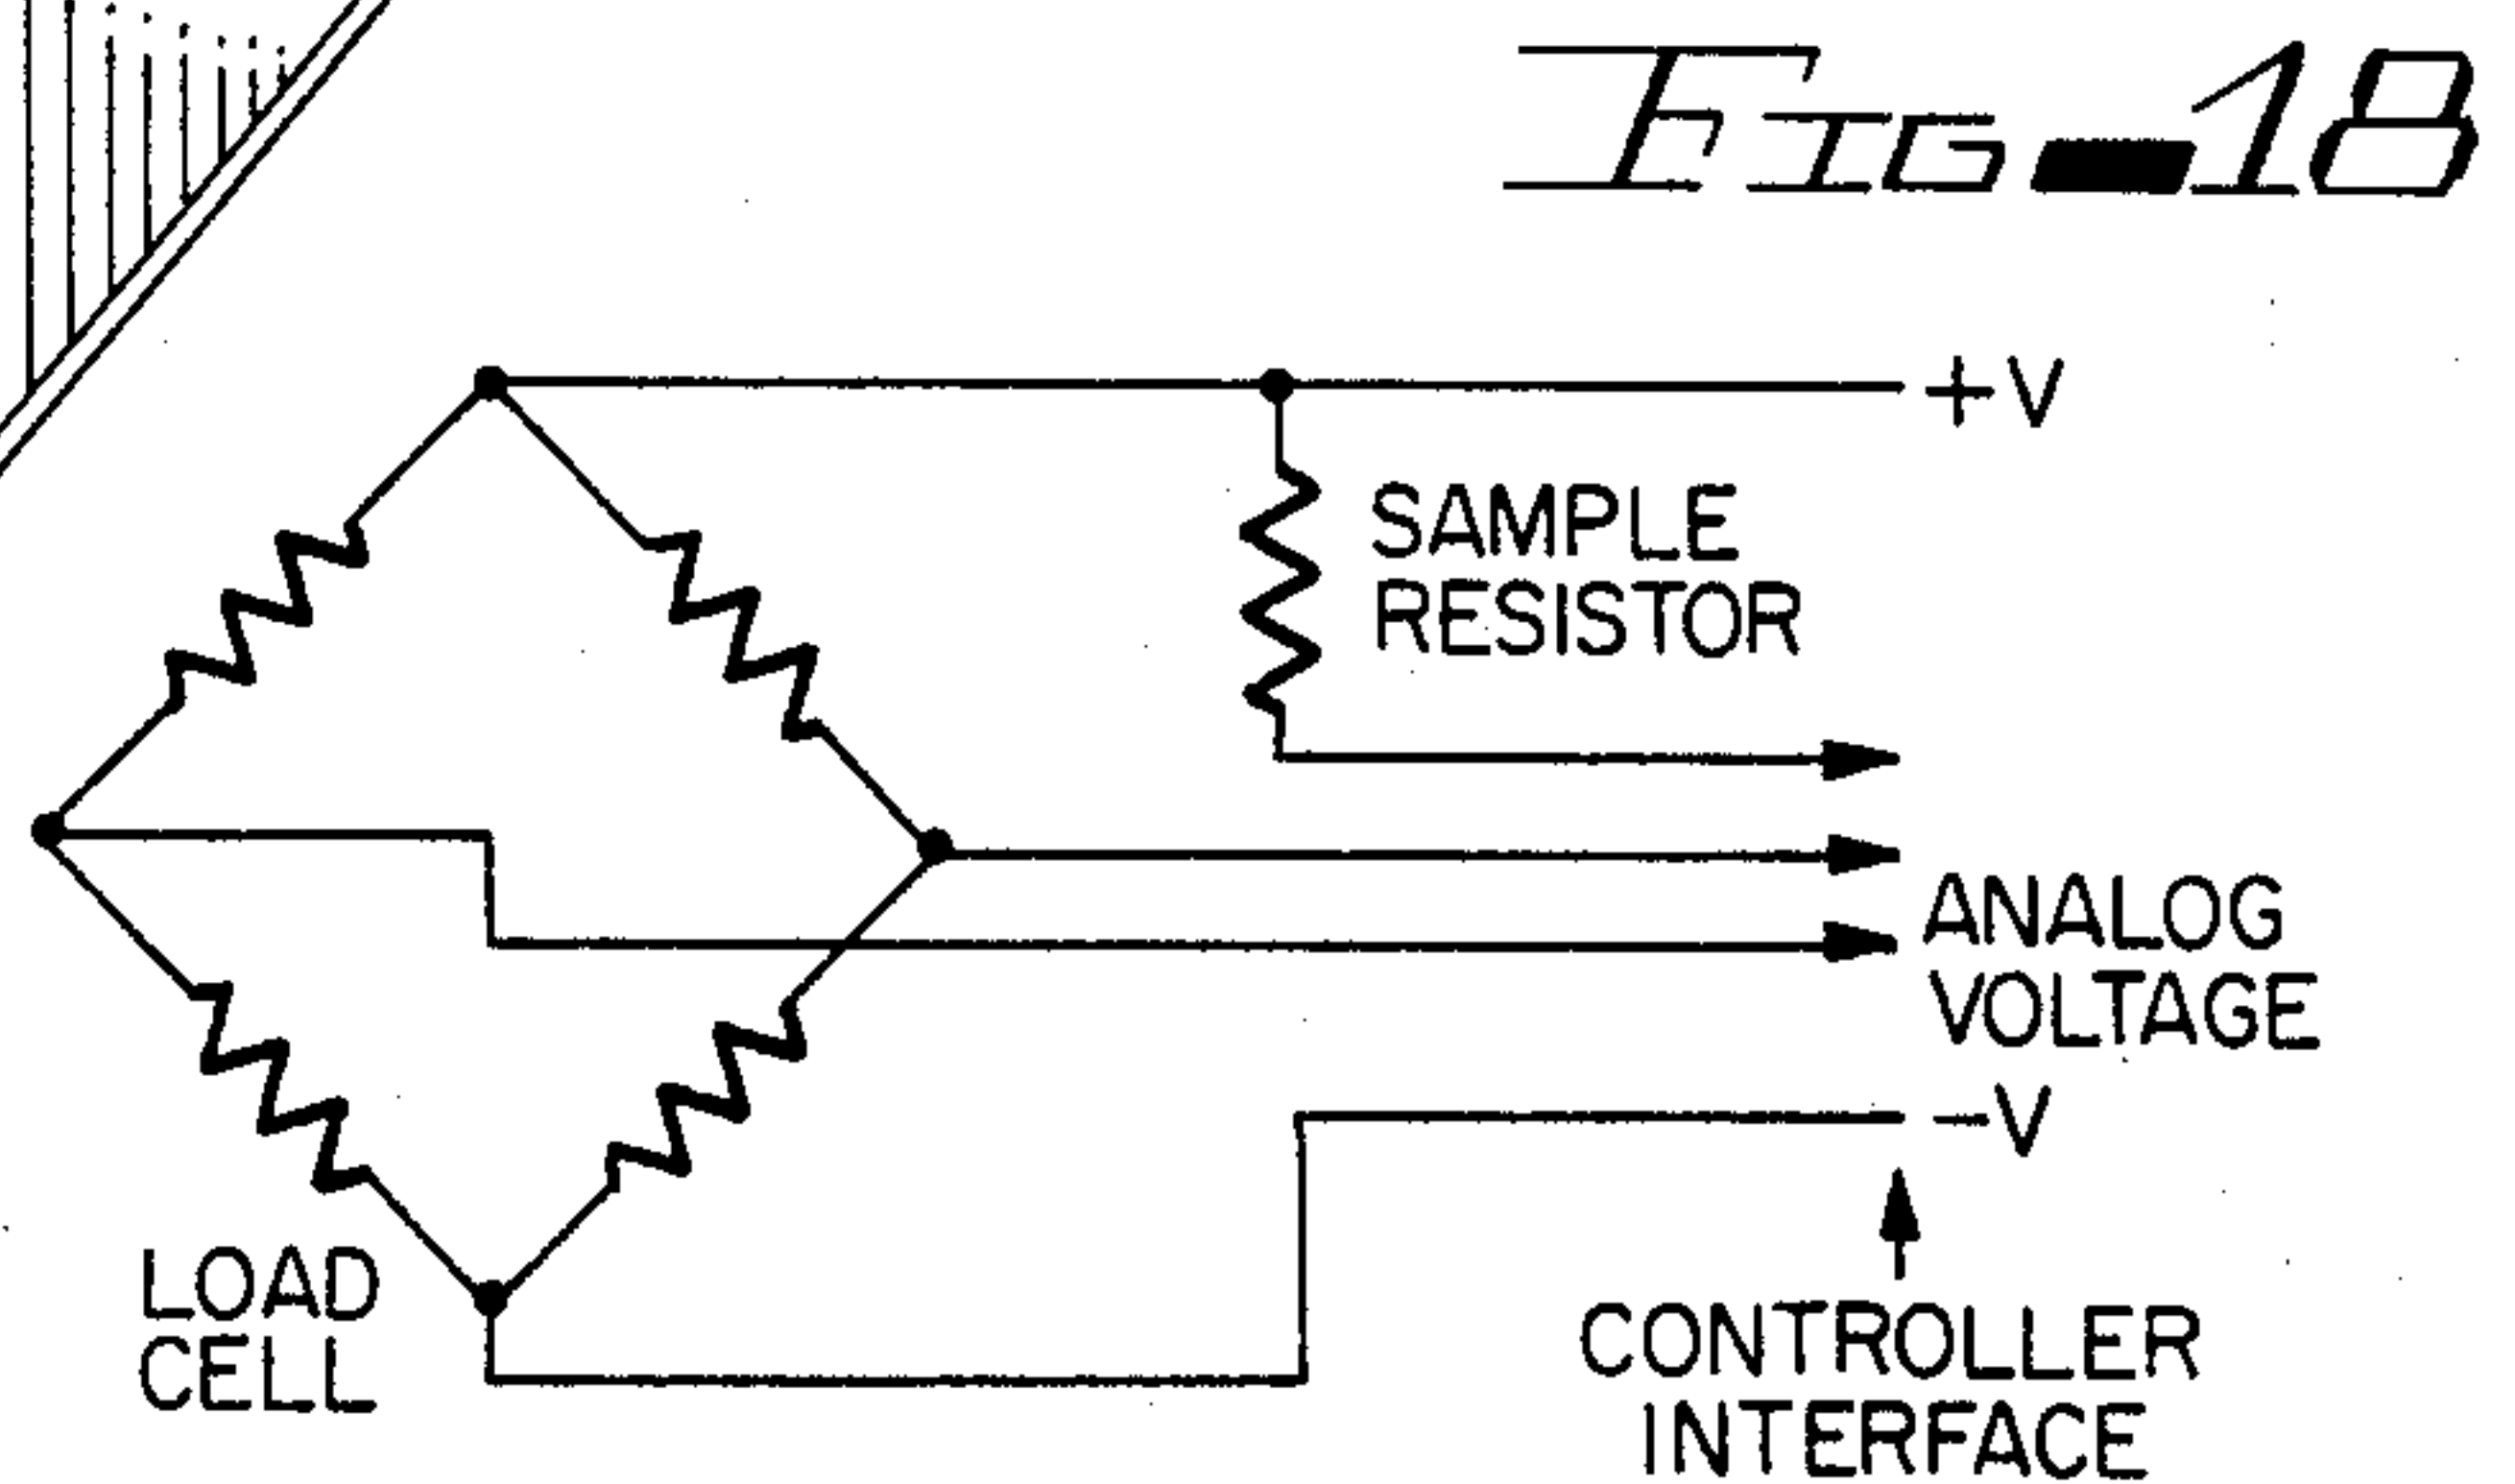 FIG-18
+V
SAMPLE
RESISTOR
ANALOG
VOLTAGE
-V
LOAD
CELL
CONTROLLER
INTERFACE